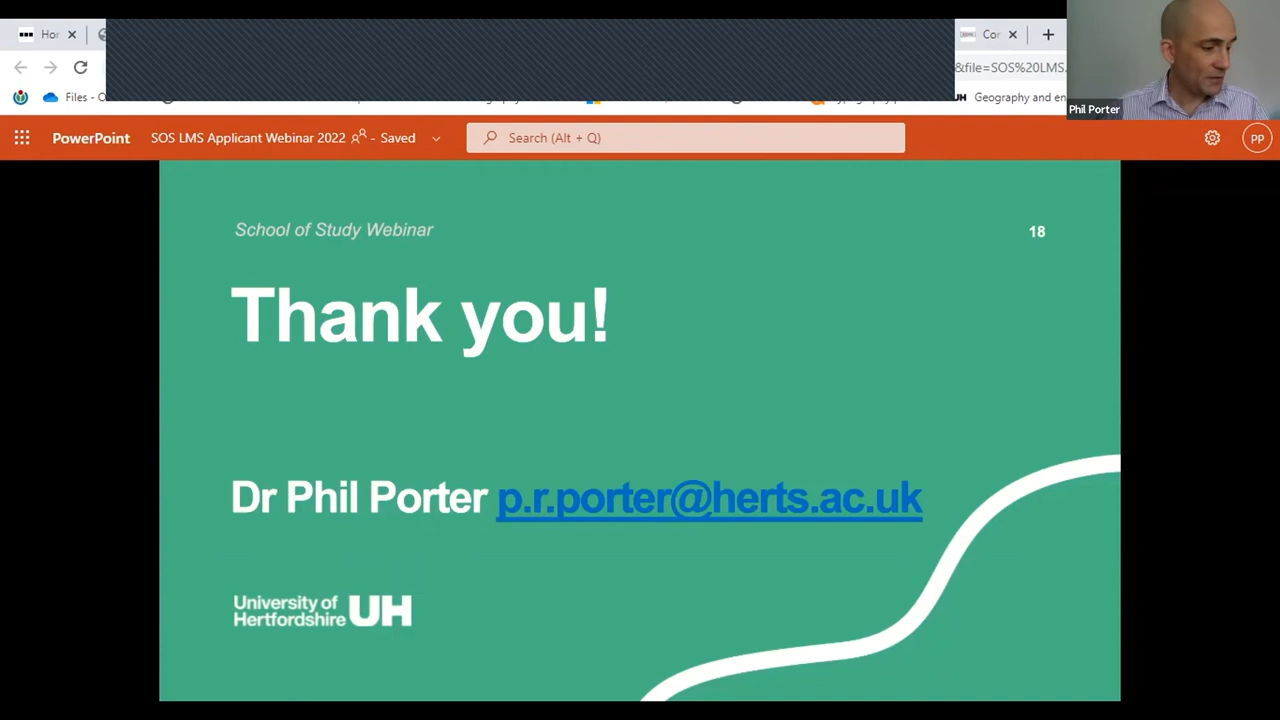 Hor
Cor
&file=SOS%20LMS.
Files - O
Geography and en
Phil Porter
PowerPoint
SOS LMS Applicant Webinar 2022 - Saved
Search (Alt + Q)
PP
School of Study Webinar
18
Thank you!
Dr Phil Porter p.r.porter@herts.ac.uk
University of
Hertfordshire UH